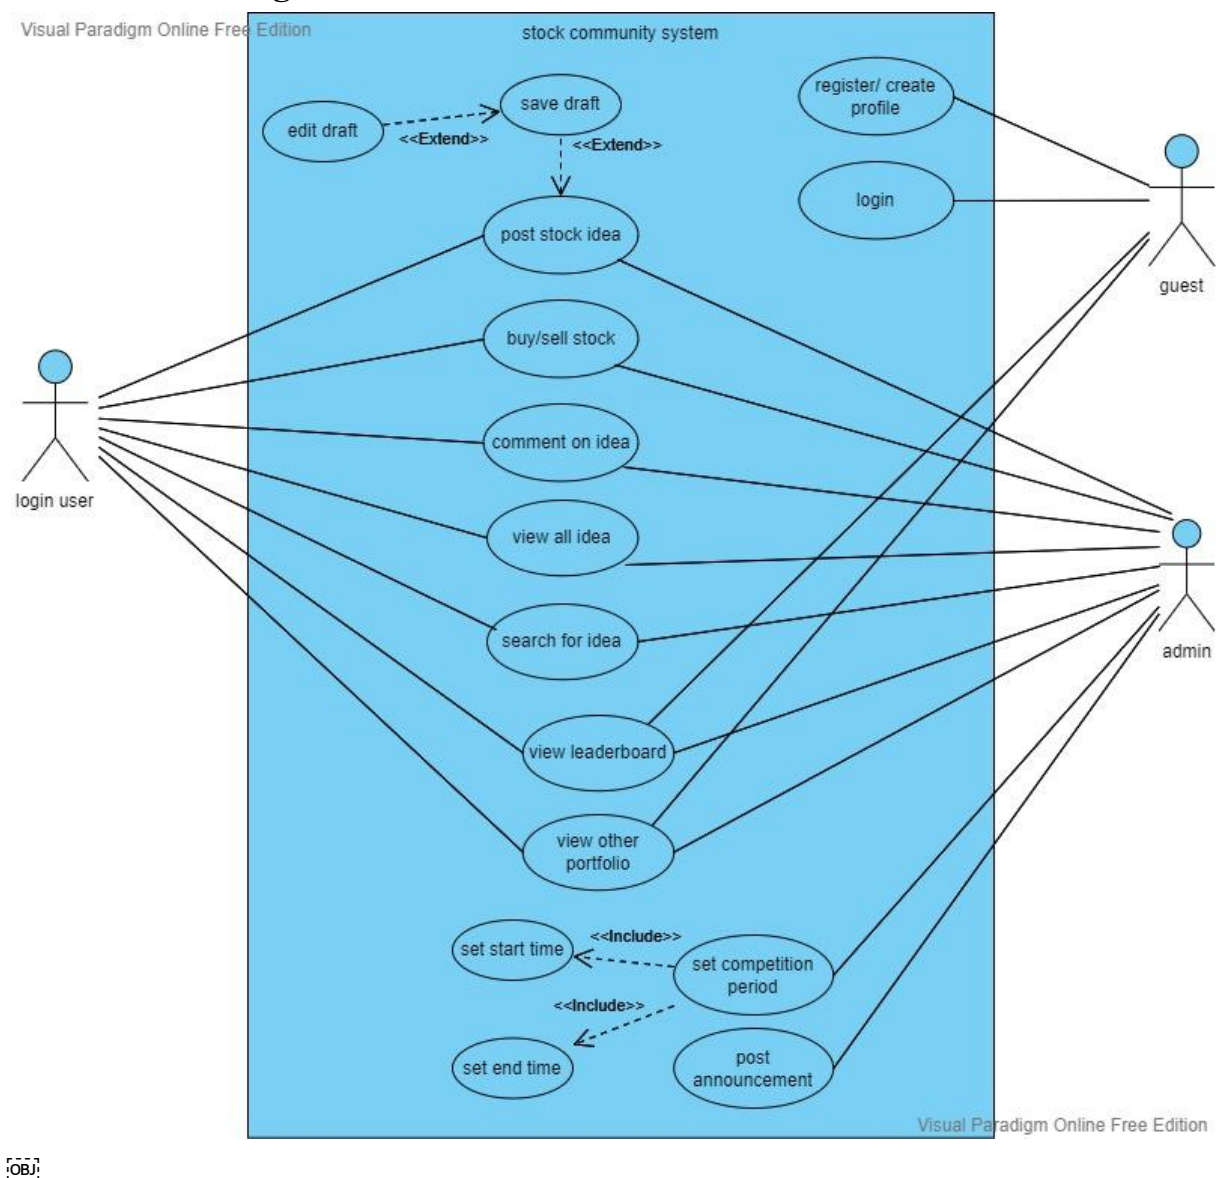 Visual Paradigm Online Free Edition
stock community system
register/ create
profile
save draft
edit draft
<<Extend>>
<<Extend>>
login
post stock idea
guest
buy/sell stock
comment on idea
login user
view all idea
search for idea
admin
view leaderboard
view other
portfolio
<<Include>>
set start time
set competition
period
<<Include>>
set end time
post
announcement
Visual Paradigm Online Free Edition
OBJ